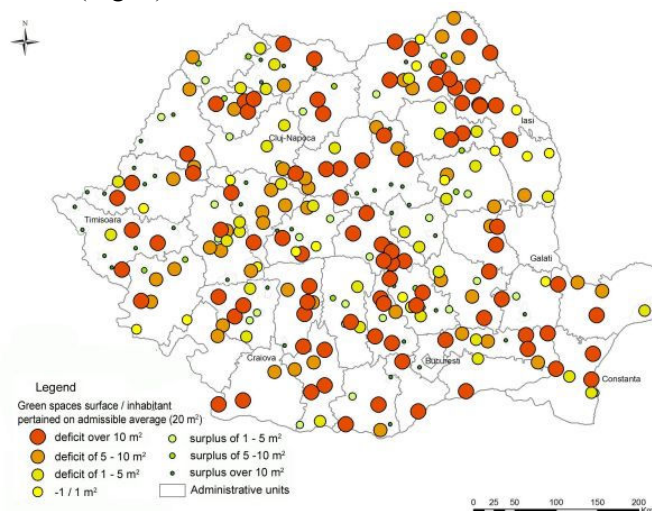 Iasi
Cluj-Napoca
Timisoara
Galati
Craiova
Bucuresti
Constanta
Legend
Green spaces surface / inhabitant
pertained on admissible average (20 m²)
deficit over 10 m²
deficit of 5 - 10 m²
deficit of 1 - 5 m²
-1 / 1 m²
surplus of 1 - 5 m²
surplus of 5 -10 m²
surplus over 10 m²
Administrative units
0 25 50 100 150 200